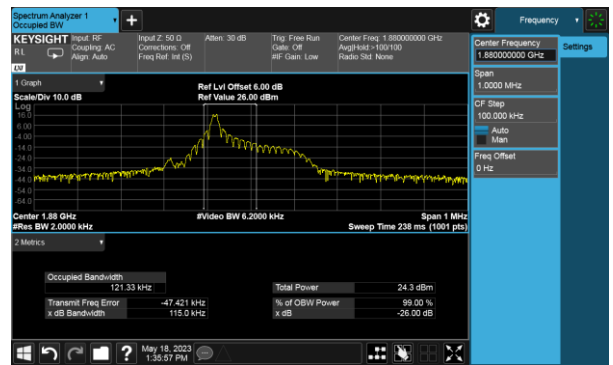 Spectrum Analyzer 1
Occupied BW
Frequency
KEYSIGHT
R L
LXI
Input: RF
Coupling: AC
Align: Auto
Input Z: 50 Ω
Corrections: Off
Freq Ref: Int (S)
Atten: 30 dB
Trig: Free Run
Gate: Off
#IF Gain: Low
Center Freq: 1.880000000 GHz
Avg|Hold:>100/100
Radio Std: None
Center Frequency
1.880000000 GHz
Settings
Span
1.0000 MHz
CF Step
100.000 kHz
Auto
Man
Freq Offset
0 Hz
1 Graph
Scale/Div 10.0 dB
Ref Lvl Offset 6.00 dB
Ref Value 26.00 dBm
Log
16.0
6.00
-4.00
-14.0
-24.0
-34.0
-44.0
-54.0
-64.0
Center 1.88 GHz
#Video BW 6.2000 kHz
Span 1 MHz
#Res BW 2.0000 kHz
Sweep Time 238 ms (1001 pts)
2 Metrics
Occupied Bandwidth
121.33 kHz
Total Power 24.3 dBm
Transmit Freq Error -47.421 kHz
% of OBW Power 99.00 %
x dB Bandwidth 115.0 kHz
x dB -26.00 dB
?
May 18, 2023
1:35:57 PM